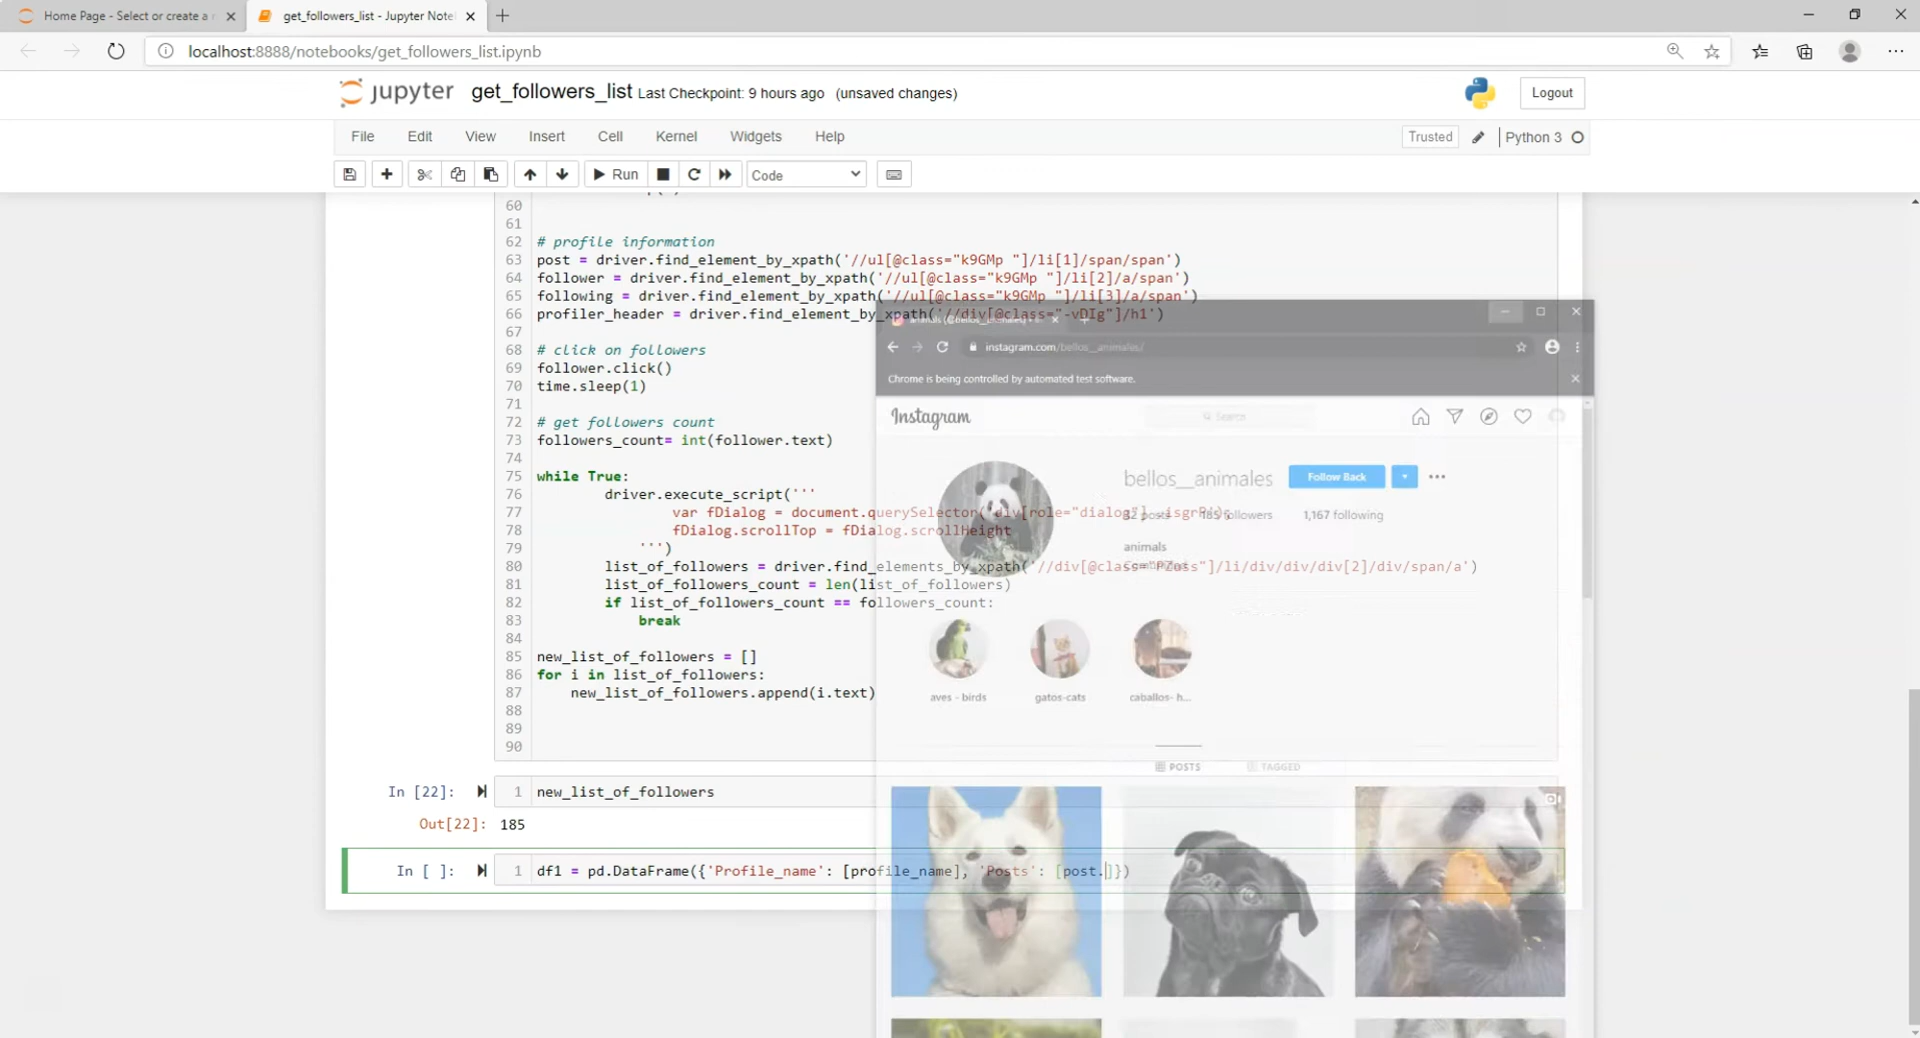 Home Page - Select or create a n
get_followers_list - Jupyter Note
localhost:8888/notebooks/get_followers_list.ipynb
jupyter get_followers_list Last Checkpoint: 9 hours ago (unsaved changes)
Logout
File Edit View Insert Cell Kernel Widgets Help
Trusted
Python 3
Run
Code
60
61
62 # profile information
63 post = driver.find_element_by_xpath('//ul[@class="k9GMp "]/li[1]/span/span')
64 follower = driver.find_element_by_xpath('//ul[@class="k9GMp "]/li[2]/a/span')
65 following = driver.find_element_by_xpath('//ul[@class="k9GMp "]/li[3]/a/span')
66 profiler_header = driver.find_element_by_xpath('//div[@class="-vDIg"]/h1')
67
68 # click on followers
69 follower.click()
70 time.sleep(1)
71
72 # get followers count
73 followers_count= int(follower.text)
74
75 while True:
76 driver.execute_script('''
77 var fDialog = document.querySelector('div[role="dialog"]
78 fDialog.scrollTop = fDialog.scrollHeight
79 ''')
80 list_of_followers = driver.find_elements_by_xpath('//div[@class="PZuss"]/li/div/div/div[2]/div/span/a')
81 list_of_followers_count = len(list_of_followers)
82 if list_of_followers_count == followers_count:
83 break
84
85 new_list_of_followers = []
86 for i in list_of_followers:
87 new_list_of_followers.append(i.text)
88
89
90
In [22]: 1 new_list_of_followers
Out[22]: 185
In [ ]: 1 df1 = pd.DataFrame({'Profile_name': [profile_name], 'Posts': [post.]})
animals (@bellos__animales)
instagram.com/bellos__animales/
Chrome is being controlled by automated test software.
Instagram
Search
bellos__animales
Follow Back
posts 185 followers 1,167 following
animals
aves - birds
gatos-cats
caballos- h...
POSTS
TAGGED